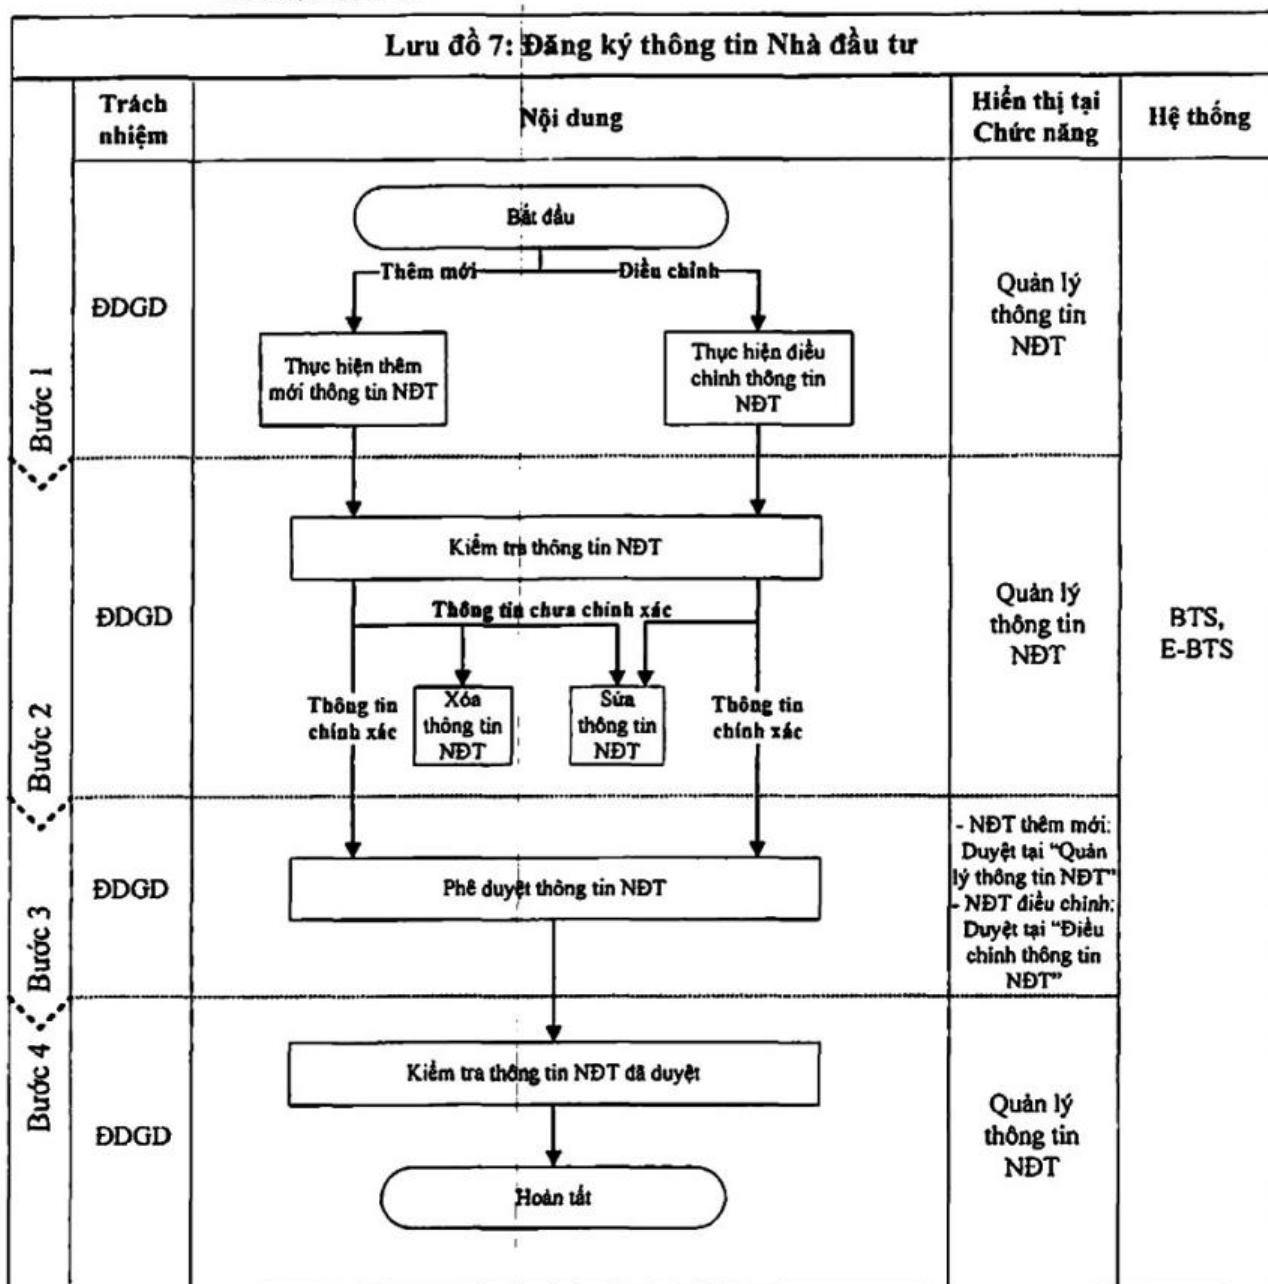 Lưu đồ 7: Đăng ký thông tin Nhà đầu tư
Trách
nhiệm
Nội dung
Hiển thị tại
Chức năng
Hệ thống
Bước 1
ĐDGD
Bắt đầu
Thêm mới
Điều chỉnh
Thực hiện thêm
mới thông tin NĐT
Thực hiện điều
chỉnh thông tin
NĐT
Quản lý
thông tin
NĐT
Bước 2
ĐDGD
Kiểm tra thông tin NĐT
Thông tin chưa chính xác
Thông tin
chính xác
Xóa
thông tin
NĐT
Sửa
thông tin
NĐT
Thông tin
chính xác
Quản lý
thông tin
NĐT
BTS,
E-BTS
Bước 3
ĐDGD
Phê duyệt thông tin NĐT
- NĐT thêm mới:
Duyệt tại “Quản
lý thông tin NĐT”
- NĐT điều chỉnh:
Duyệt tại “Điều
chỉnh thông tin
NĐT”
Bước 4
ĐDGD
Kiểm tra thông tin NĐT đã duyệt
Hoàn tất
Quản lý
thông tin
NĐT